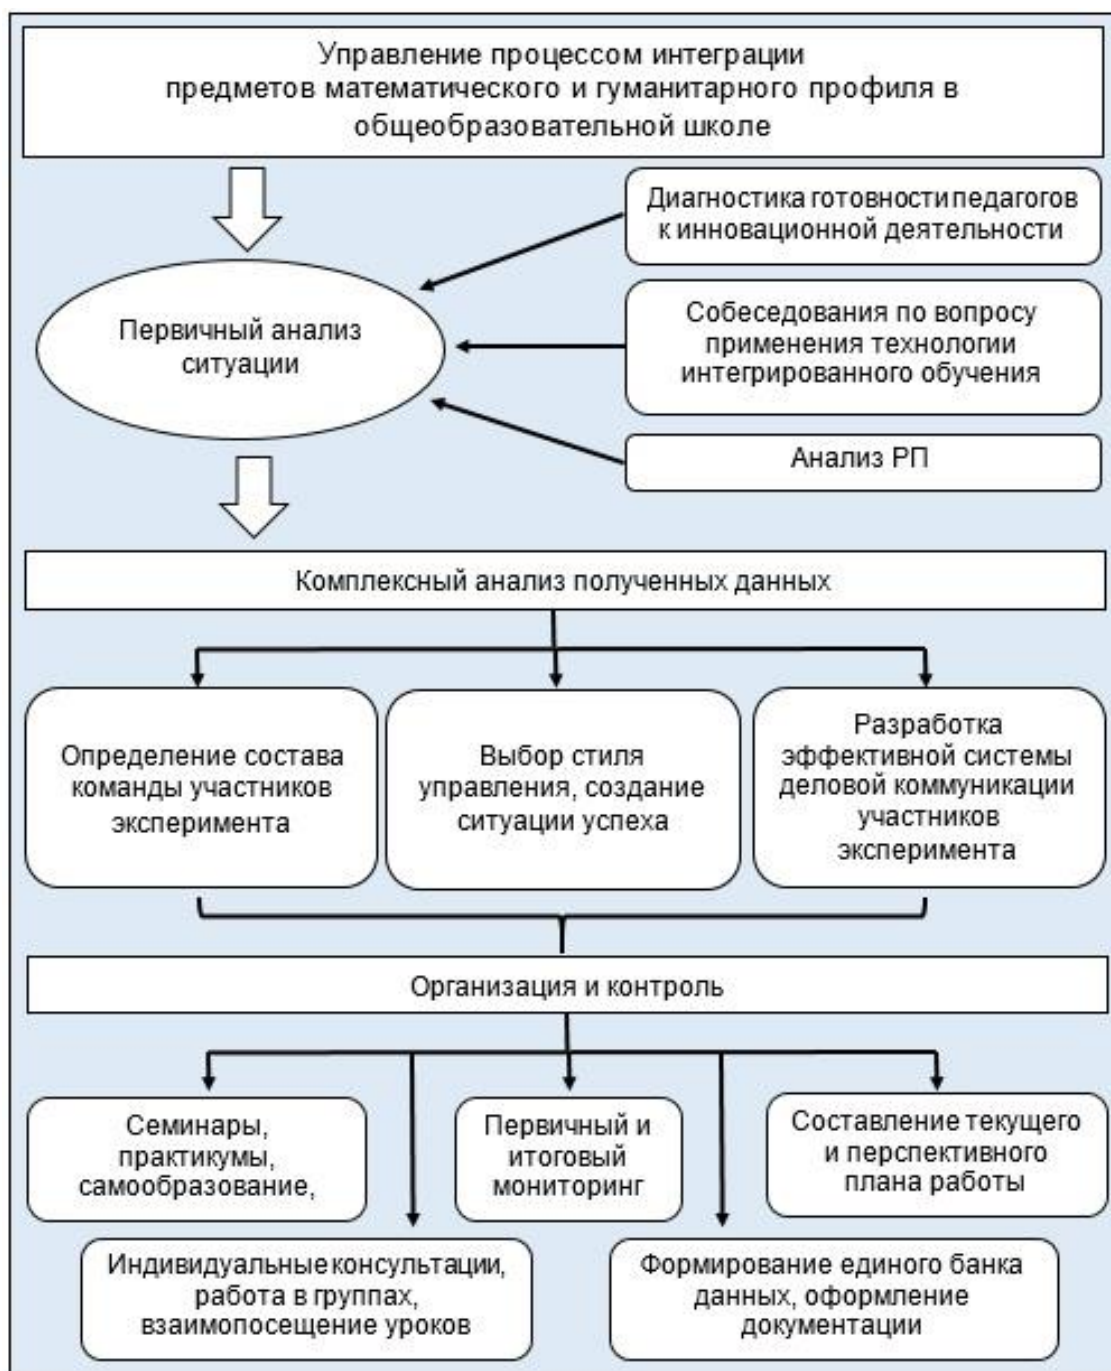 Управление процессом интеграции
предметов математического и гуманитарного профиля в
общеобразовательной школе
Диагностика готовности педагогов
к инновационной деятельности
Первичный анализ
ситуации
Собеседования по вопросу
применения технологии
интегрированного обучения
Анализ РП
Комплексный анализ полученных данных
Определение состава
команды участников
эксперимента
Выбор стиля
управления, создание
ситуации успеха
Разработка
эффективной системы
деловой коммуникации
участников
эксперимента
Организация и контроль
Семинары,
практикумы,
самообразование,
Первичный и
итоговый
мониторинг
Составление текущего
и перспективного
плана работы
Индивидуальные консультации,
работа в группах,
взаимопосещение уроков
Формирование единого банка
данных, оформление
документации